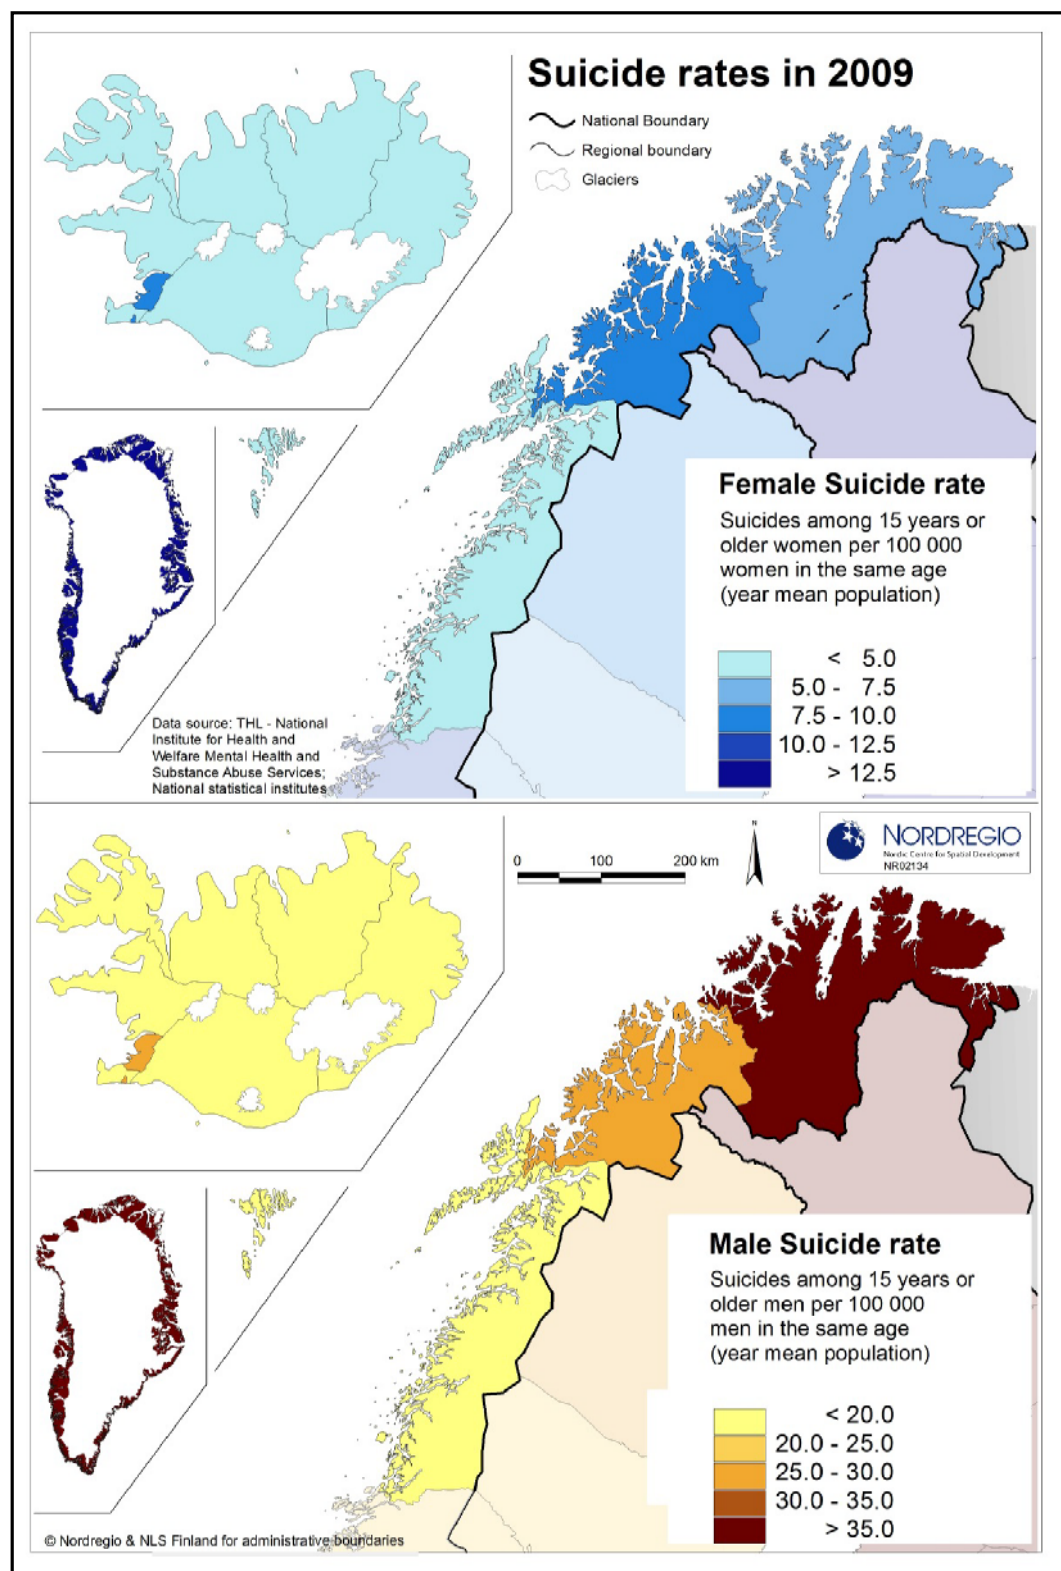 Suicide rates in 2009
National Boundary
Regional boundary
Glaciers
Female Suicide rate
Suicides among 15 years or
older women per 100 000
women in the same age
(year mean population)
< 5.0
5.0 - 7.5
7.5 - 10.0
10.0 - 12.5
> 12.5
Data source: THL - National
Institute for Health and
Welfare Mental Health and
Substance Abuse Services;
National statistical institutes
N
0 100 200 km
NORDREGIO
Nordic Centre for Spatial Development
NR02134
Male Suicide rate
Suicides among 15 years or
older men per 100 000
men in the same age
(year mean population)
< 20.0
20.0 - 25.0
25.0 - 30.0
30.0 - 35.0
> 35.0
© Nordregio & NLS Finland for administrative boundaries